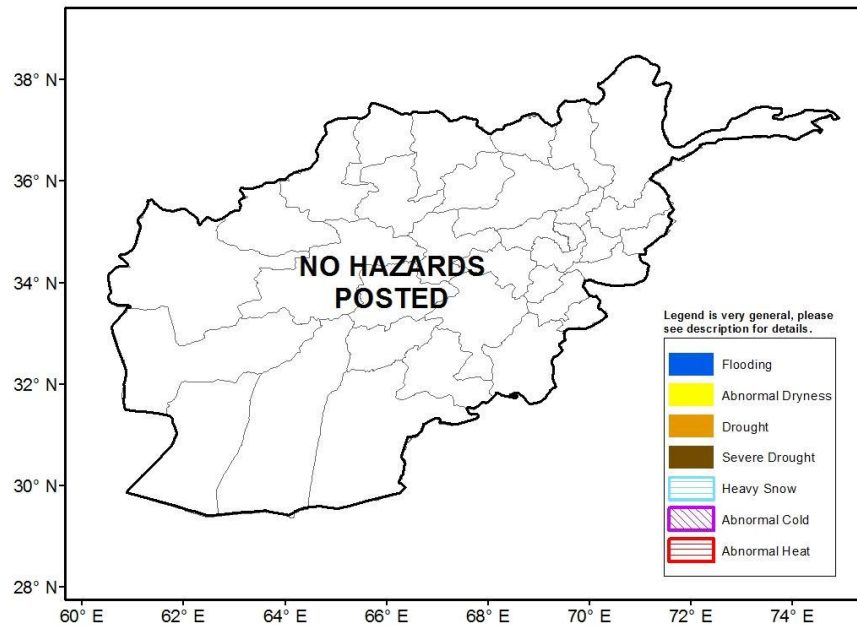 38° N
36° N
34° N
32° N
30° N
28° N
NO HAZARDS
POSTED
Legend is very general, please
see description for details.
Flooding
Abnormal Dryness
Drought
Severe Drought
Heavy Snow
Abnormal Cold
Abnormal Heat
60° E 62° E 64° E 66° E 68° E 70° E 72° E 74° E